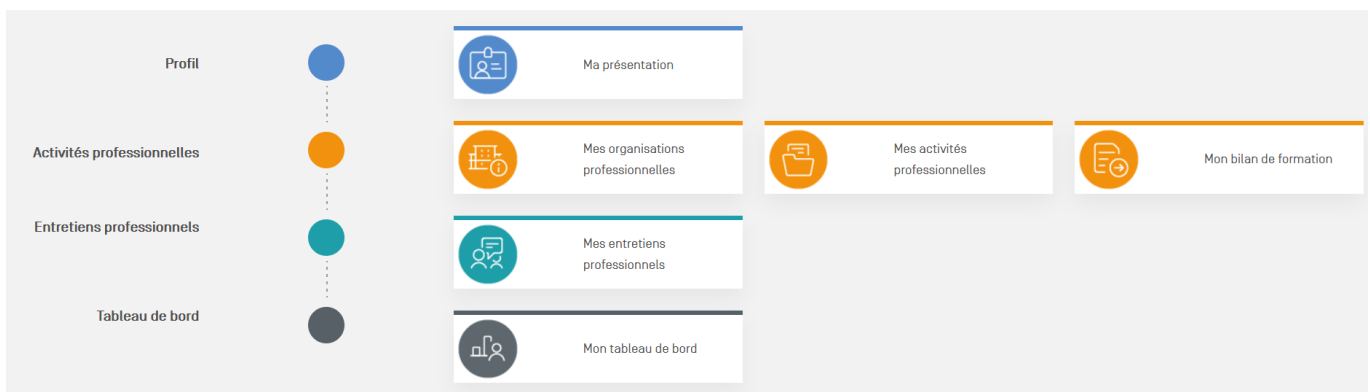 Profil
Ma présentation
Activités professionnelles
Mes organisations
professionnelles
Mes activités
professionnelles
Mon bilan de formation
Entretiens professionnels
Mes entretiens
professionnels
Tableau de bord
Mon tableau de bord